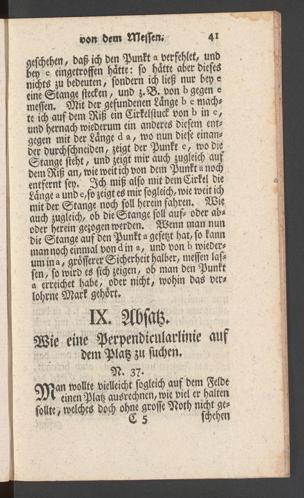 von dem Messen. 41
geschehen, daß ich den Punkt a verfehlet, und
bey e eingetroffen hätte: so hätte aber dieses
nichts zu bedeuten, sondern ich ließ nur bey e
eine Stange stecken, und z. B. von b gegen e
messen. Mit der gefundenen Länge b e mach-
te ich auf dem Riß ein Cirkelstuck von b in e,
und hernach wiederum ein anderes diesem ent-
gegen mit der Länge d a, wo nun diese einan-
der durchschneiden, zeigt der Punkt e, wo die
Stange steht, und zeigt mir auch zugleich auf
dem Riß an, wie weit ich von dem Punkt a noch
entfernt sey. Ich miß also mit dem Cirkel die
Länge a und e, so zeigt es mir sogleich, wie weit ich
mit der Stange noch soll herein fahren. Wie
auch zugleich, ob die Stange soll auf- oder ab-
oder herein gezogen werden. Wenn man nun
die Stange auf den Punkt a gesetzt hat, so kann
man noch einmal von d in a, und von b wieder-
um in a, grösserer Sicherheit halber, messen las-
sen, so wird es sich zeigen, ob man den Punkt
a erreichet habe, oder nicht, wohin das ver-
lohrne Mark gehört.
IX. Absatz.
Wie eine Perpendicularlinie auf
dem Platz zu suchen.
N. 37.
Man wollte vielleicht sogleich auf dem Felde
einen Platz ausrechnen, wie viel er halten
sollte, welches doch ohne grosse Noth nicht ge-
C 5 schehen